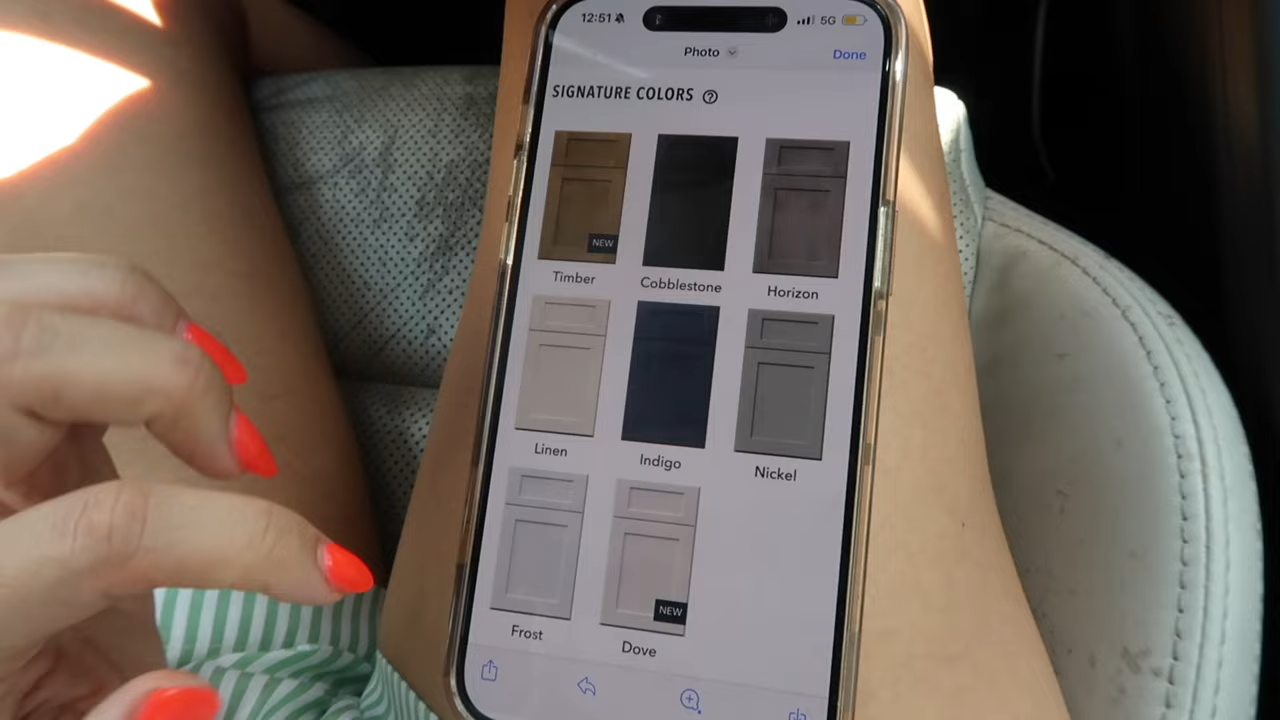 12:51
5G
Photo
Done
SIGNATURE COLORS ?
NEW
Timber
Cobblestone
Horizon
Linen
Indigo
Nickel
NEW
Frost
Dove